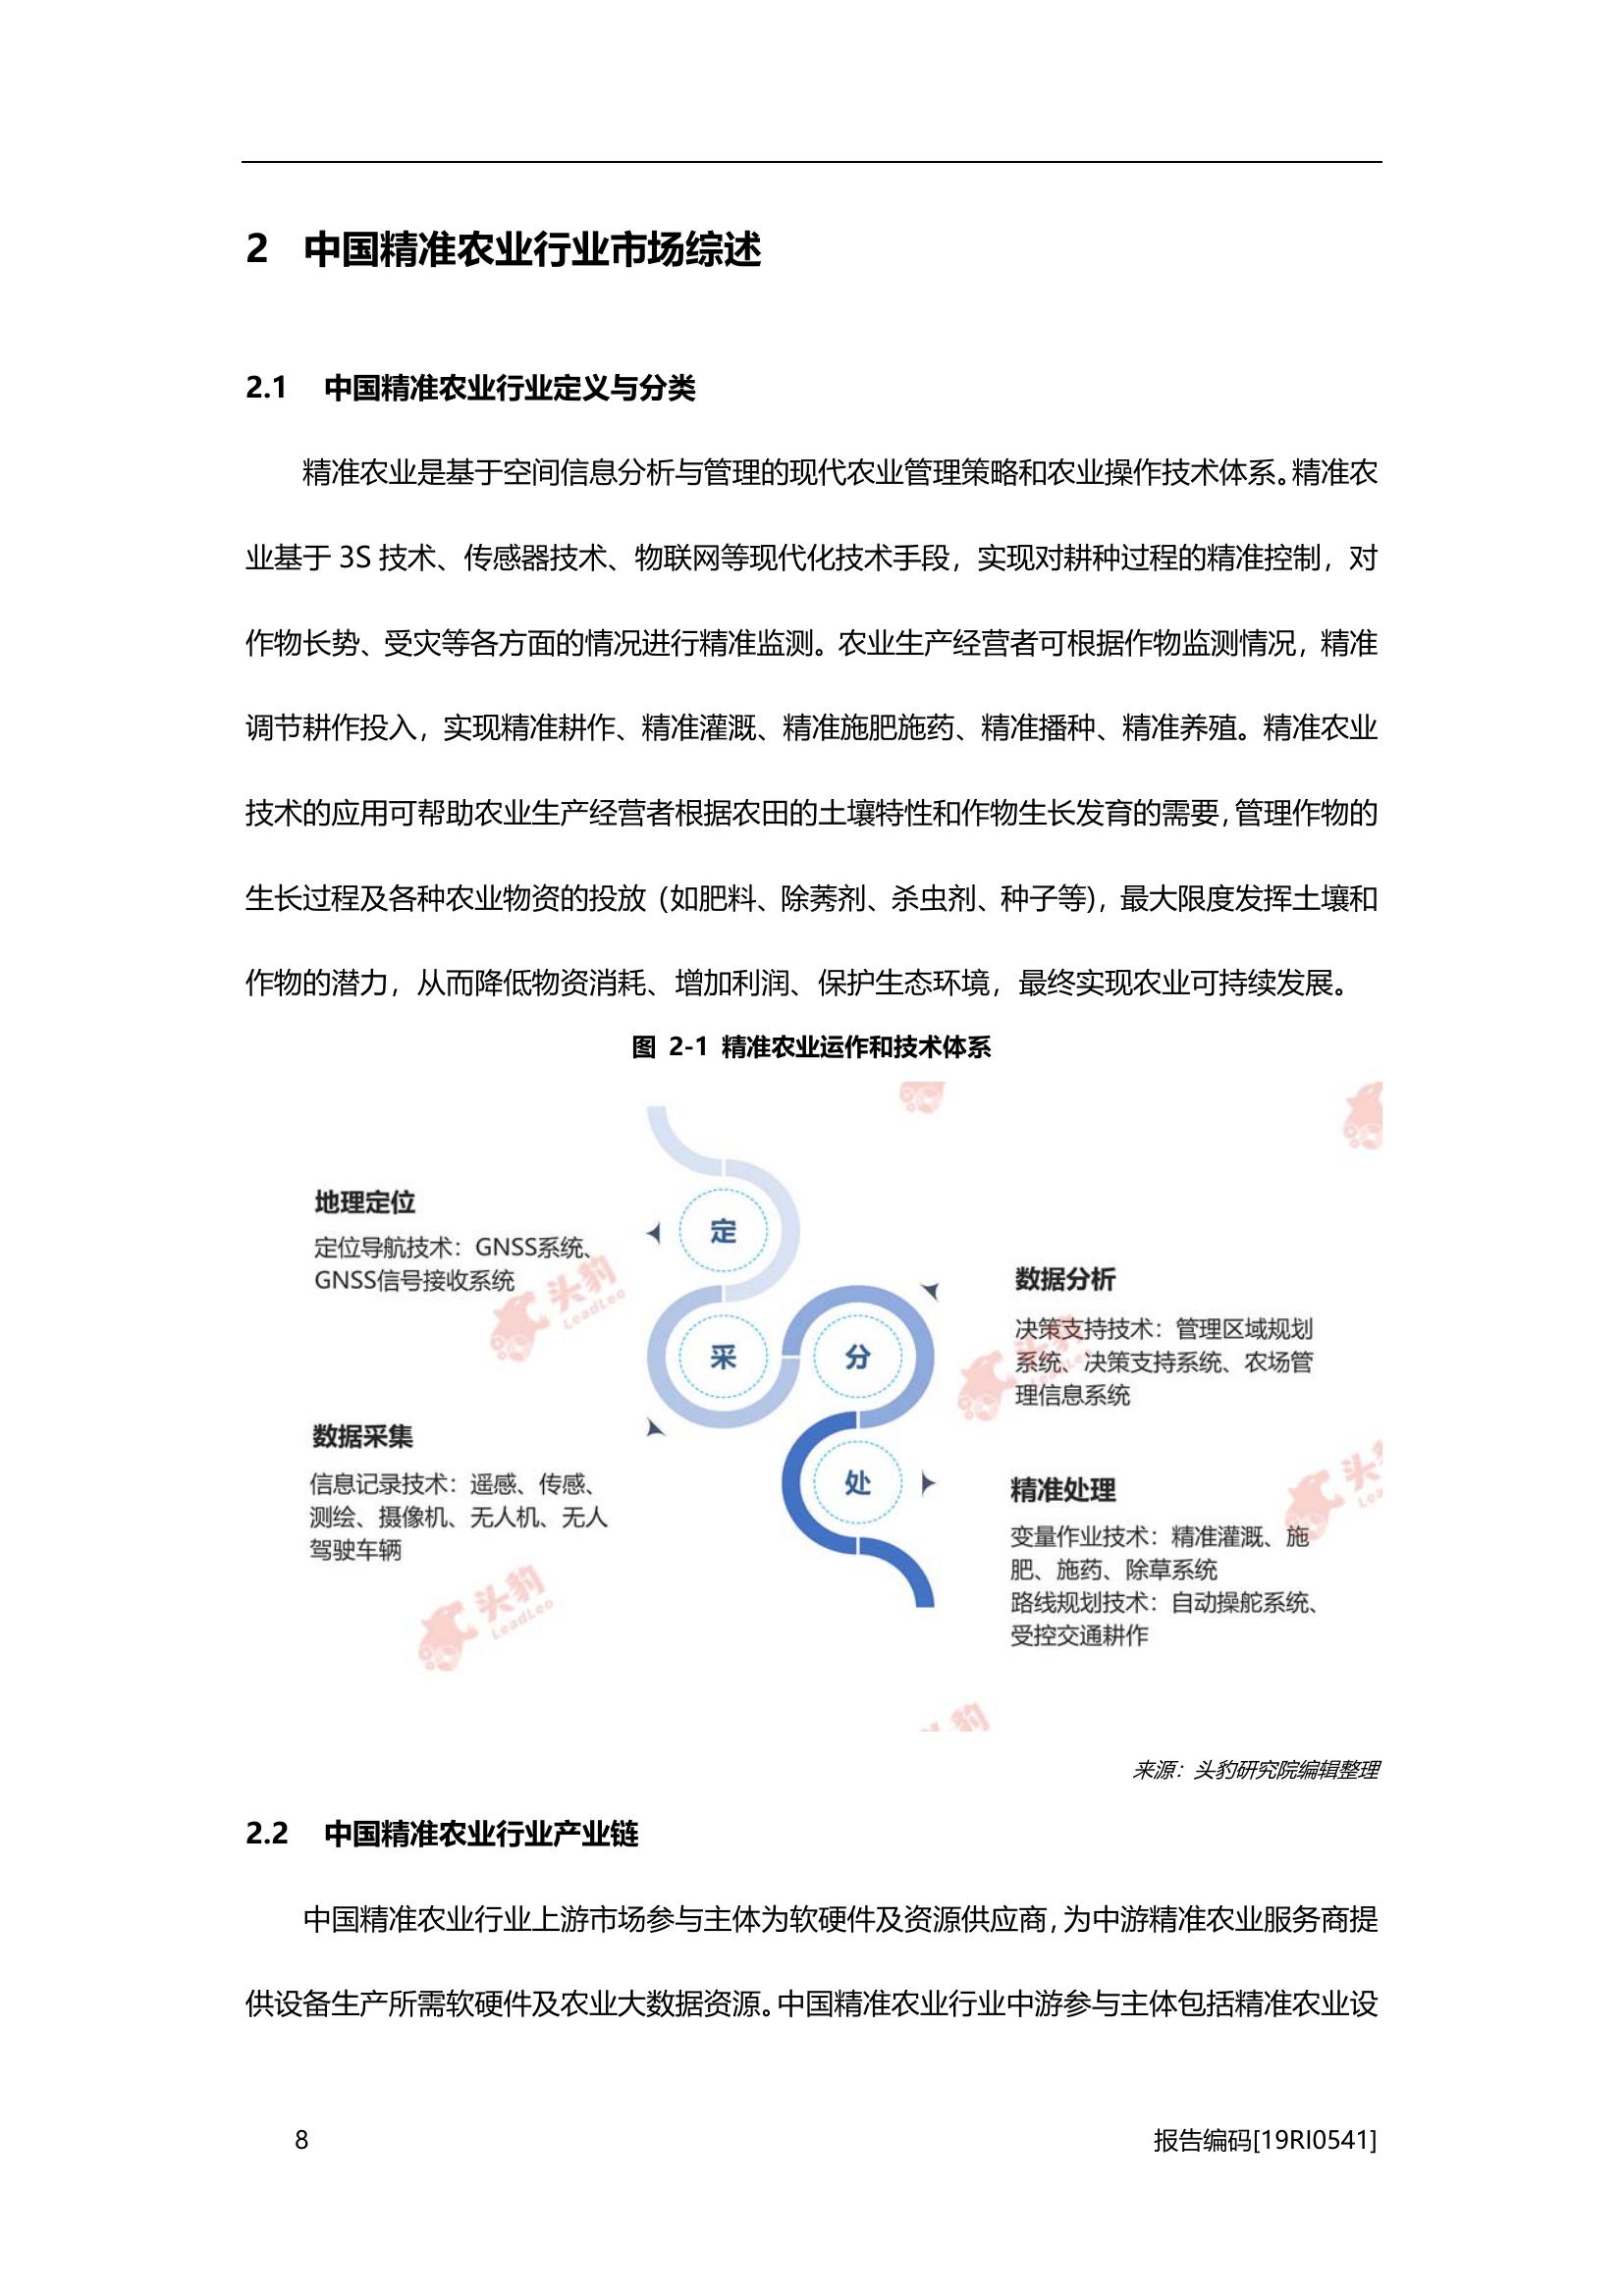 2 中国精准农业行业市场综述
2.1 中国精准农业行业定义与分类
精准农业是基于空间信息分析与管理的现代农业管理策略和农业操作技术体系。精准农
业基于 3S 技术、传感器技术、物联网等现代化技术手段，实现对耕种过程的精准控制，对
作物长势、受灾等各方面的情况进行精准监测。农业生产经营者可根据作物监测情况，精准
调节耕作投入，实现精准耕作、精准灌溉、精准施肥施药、精准播种、精准养殖。精准农业
技术的应用可帮助农业生产经营者根据农田的土壤特性和作物生长发育的需要，管理作物的
生长过程及各种农业物资的投放（如肥料、除莠剂、杀虫剂、种子等），最大限度发挥土壤和
作物的潜力，从而降低物资消耗、增加利润、保护生态环境，最终实现农业可持续发展。
图 2-1 精准农业运作和技术体系
地理定位
定位导航技术：GNSS系统、
GNSS信号接收系统
数据采集
信息记录技术：遥感、传感、
测绘、摄像机、无人机、无人
驾驶车辆
定
采
分
处
数据分析
决策支持技术：管理区域规划
系统、决策支持系统、农场管
理信息系统
精准处理
变量作业技术：精准灌溉、施
肥、施药、除草系统
路线规划技术：自动操舵系统、
受控交通耕作
头豹
LeadLeo
头豹
LeadLeo
头豹
来源：头豹研究院编辑整理
2.2 中国精准农业行业产业链
中国精准农业行业上游市场参与主体为软硬件及资源供应商，为中游精准农业服务商提
供设备生产所需软硬件及农业大数据资源。中国精准农业行业中游参与主体包括精准农业设
8
报告编码[19RI0541]